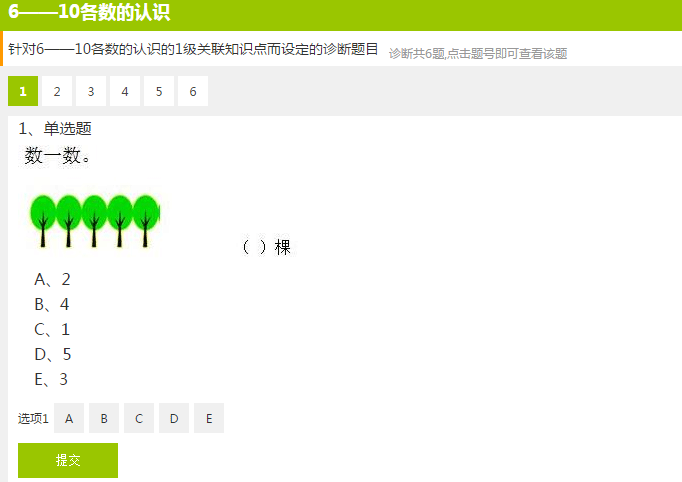 6——10各数的认识
针对6——10各数的认识的1级关联知识点而设定的诊断题目 诊断共6题,点击题号即可查看该题
1 2 3 4 5 6
1、单选题
数一数。
（ ）棵
A、2
B、4
C、1
D、5
E、3
选项1 A B C D E
提交